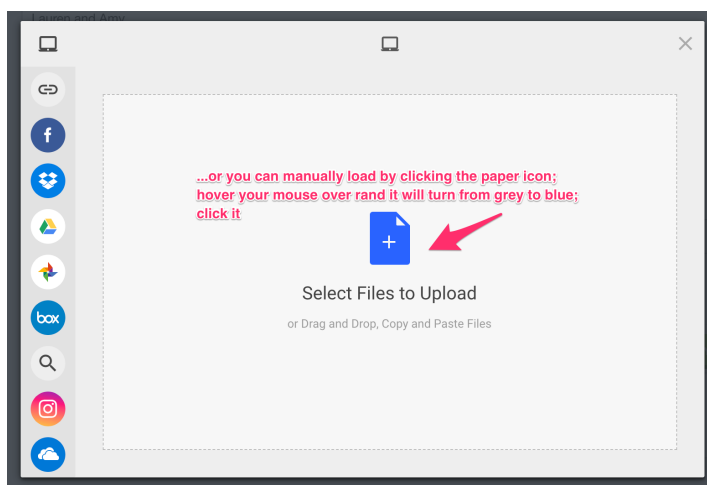 Lauren and Amy
...or you can manually load by clicking the paper icon;
hover your mouse over rand it will turn from grey to blue;
click it
Select Files to Upload
or Drag and Drop, Copy and Paste Files
f
box